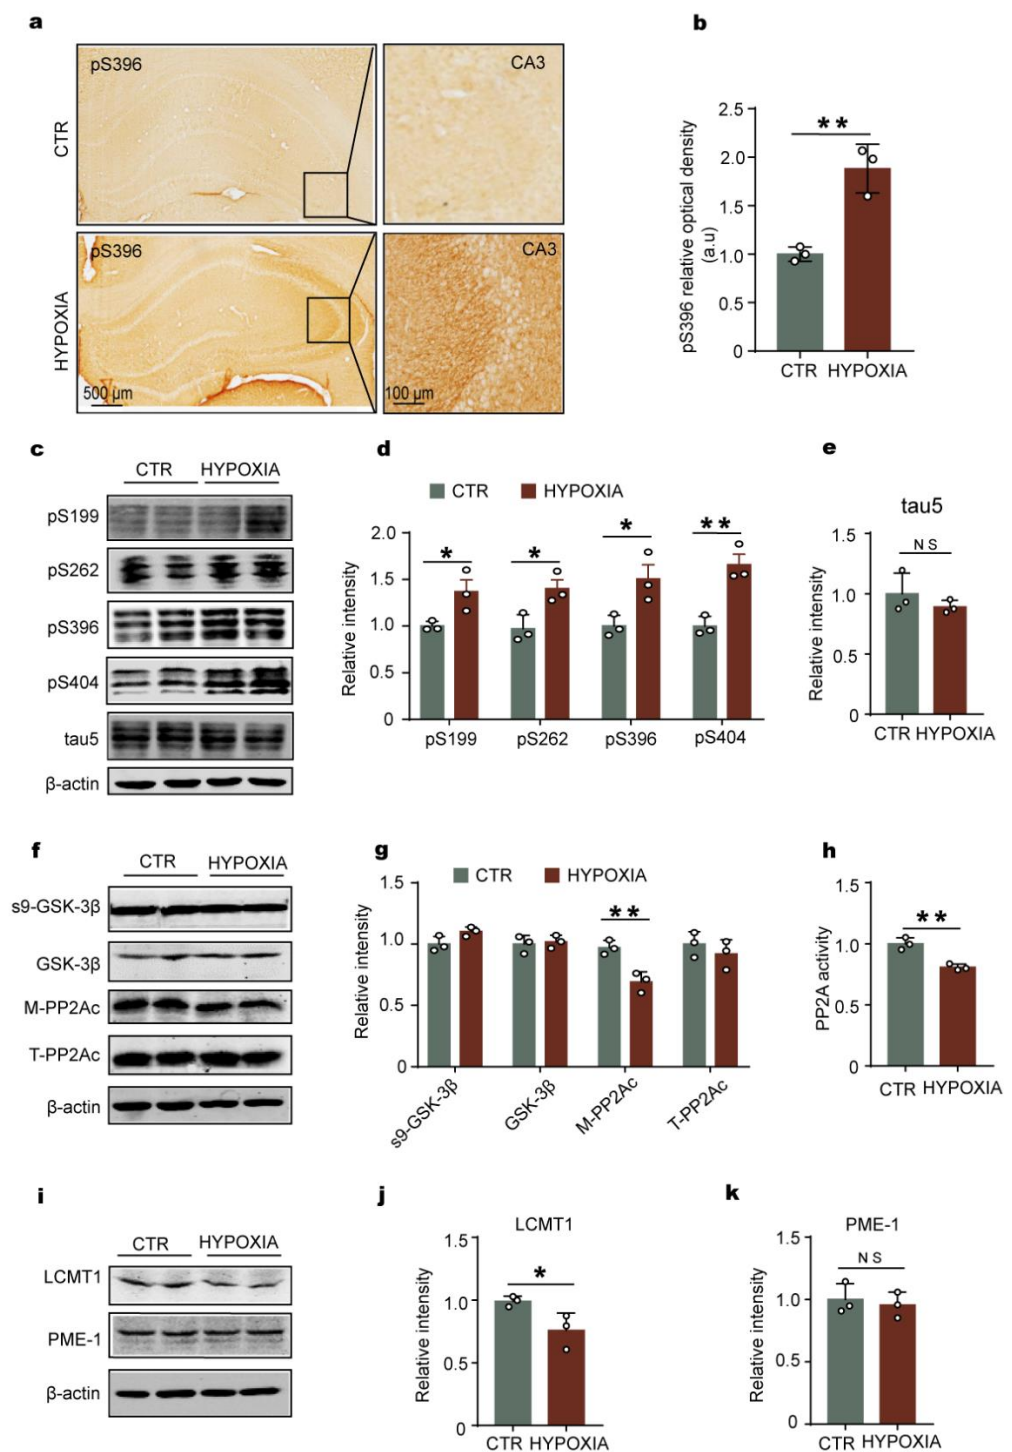 a
pS396
CA3
CTR
pS396
CA3
HYPOXIA
500 µm
100 µm
b
pS396 relative optical density
(a.u)
2.5
2.0
1.5
1.0
0.5
0
**
CTR HYPOXIA
c
CTR HYPOXIA
pS199
pS262
pS396
pS404
tau5
β-actin
d
CTR HYPOXIA
Relative intensity
2.0
1.5
1.0
0.5
0
* * * **
pS199 pS262 pS396 pS404
e
tau5
Relative intensity
1.5
1.0
0.5
0
NS
CTR HYPOXIA
f
CTR HYPOXIA
s9-GSK-3β
GSK-3β
M-PP2Ac
T-PP2Ac
β-actin
g
CTR HYPOXIA
Relative intensity
1.5
1.0
0.5
0
**
s9-GSK-3β GSK-3β M-PP2Ac T-PP2Ac
h
PP2A activity
1.5
1.0
0.5
0
**
CTR HYPOXIA
i
CTR HYPOXIA
LCMT1
PME-1
β-actin
j
LCMT1
Relative intensity
1.5
1.0
0.5
0
*
CTR HYPOXIA
k
PME-1
Relative intensity
1.5
1.0
0.5
0
NS
CTR HYPOXIA